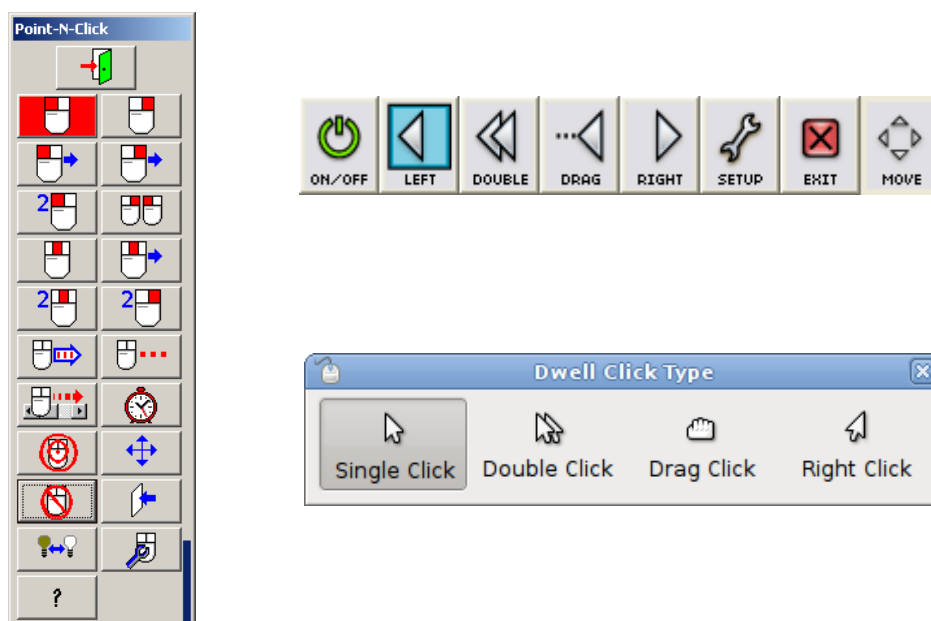 Point-N-Click
2
2
2
?
ON/OFF LEFT DOUBLE DRAG RIGHT SETUP EXIT MOVE
Dwell Click Type
Single Click Double Click Drag Click Right Click